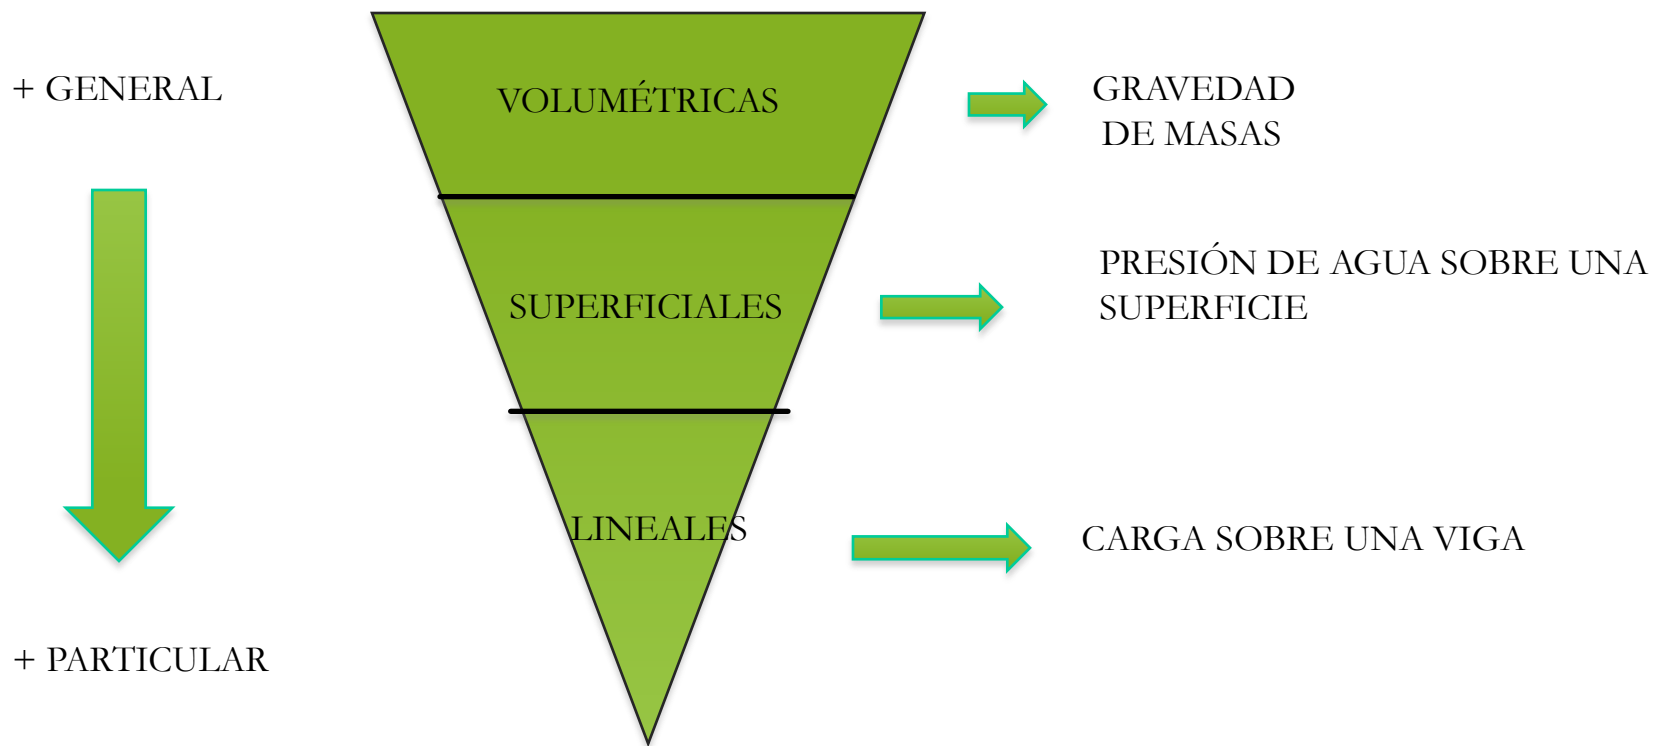 + GENERAL
VOLUMÉTRICAS
GRAVEDAD
DE MASAS
SUPERFICIALES
PRESIÓN DE AGUA SOBRE UNA
SUPERFICIE
LINEALES
CARGA SOBRE UNA VIGA
+ PARTICULAR